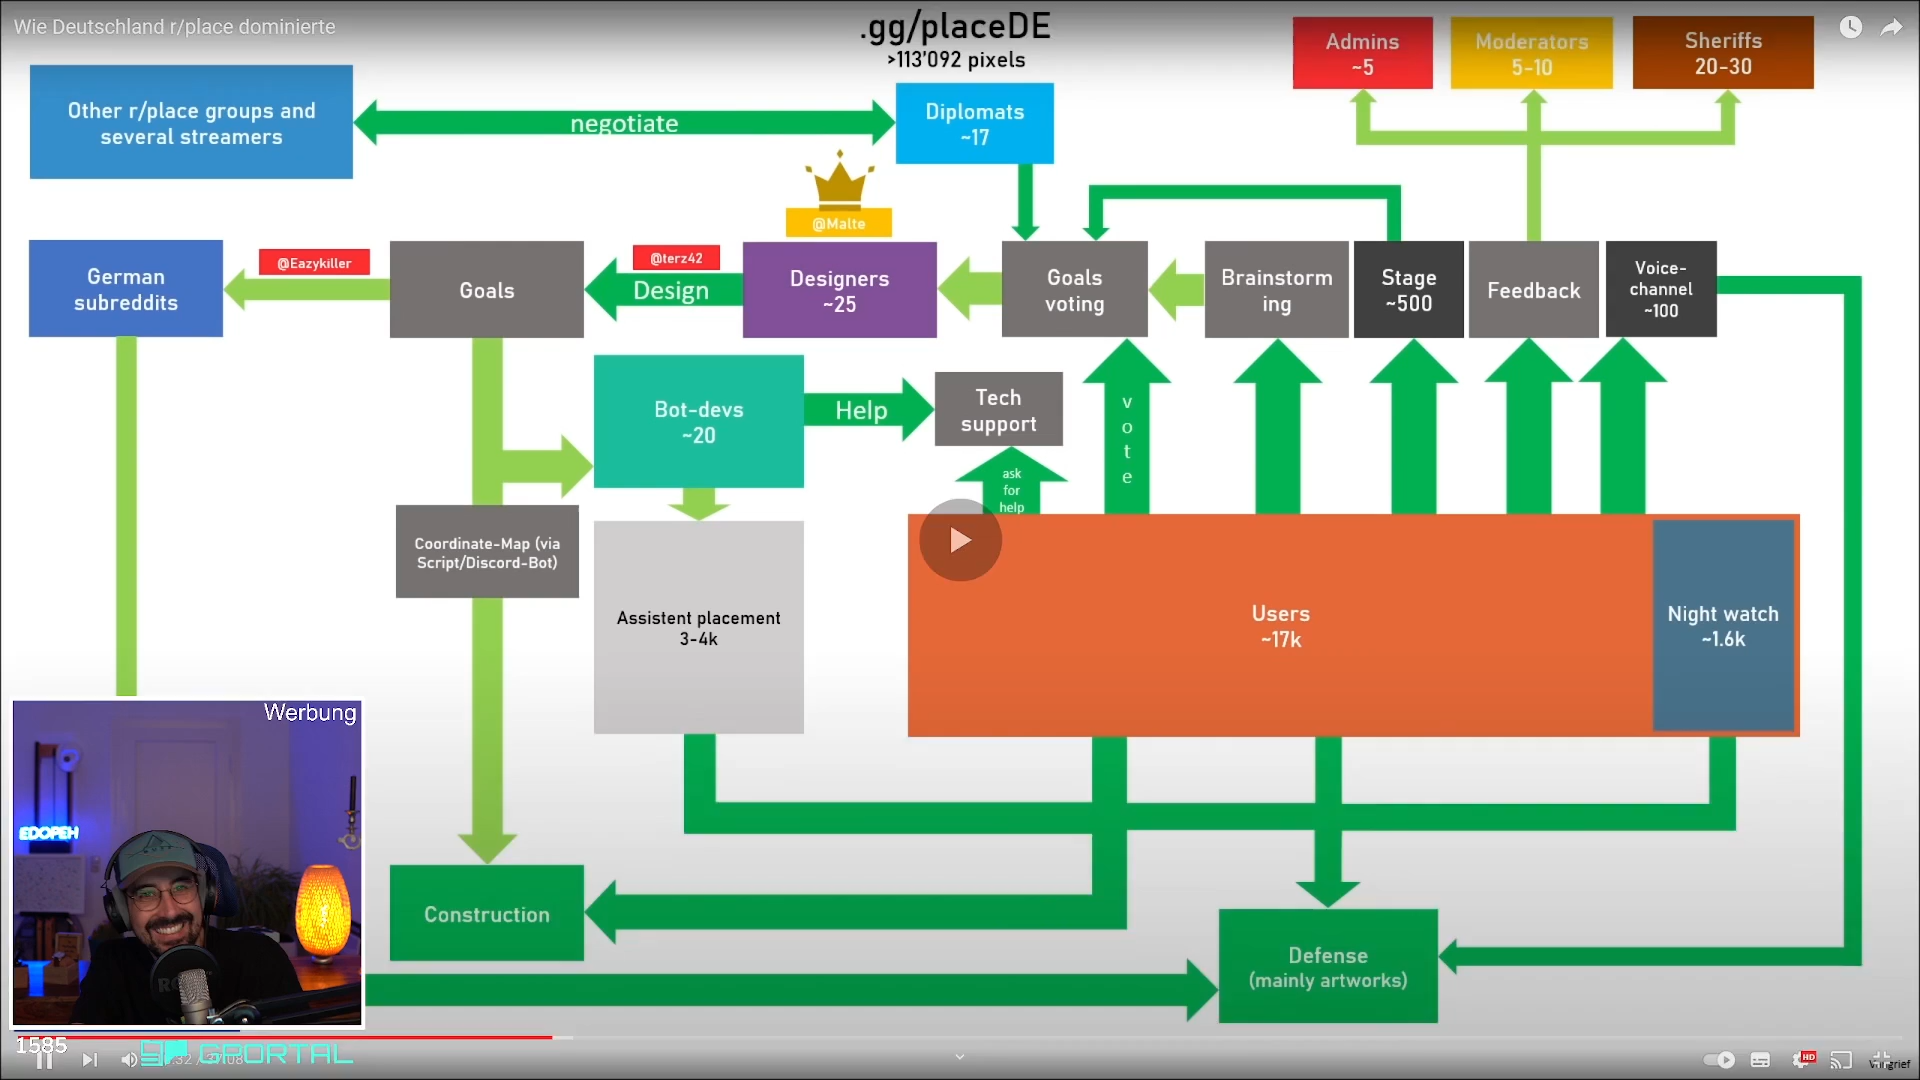 Wie Deutschland r/place dominierte
.gg/placeDE
>113'092 pixels
Admins
~5
Moderators
5-10
Sheriffs
20-30
Other r/place groups and
several streamers
negotiate
Diplomats
~17
@Malte
German
subreddits
@Eazykiller
Goals
@terz42
Design
Designers
~25
Goals
voting
Brainstorm
ing
Stage
~500
Feedback
Voice-
channel
~100
Bot-devs
~20
Help
Tech
support
ask
for
help
v
o
t
e
Coordinate-Map (via
Script/Discord-Bot)
Assistent placement
3-4k
Users
~17k
Night watch
~1.6k
Werbung
EDOPEH
Construction
Defense
(mainly artworks)
1585
GPORTAL
HD